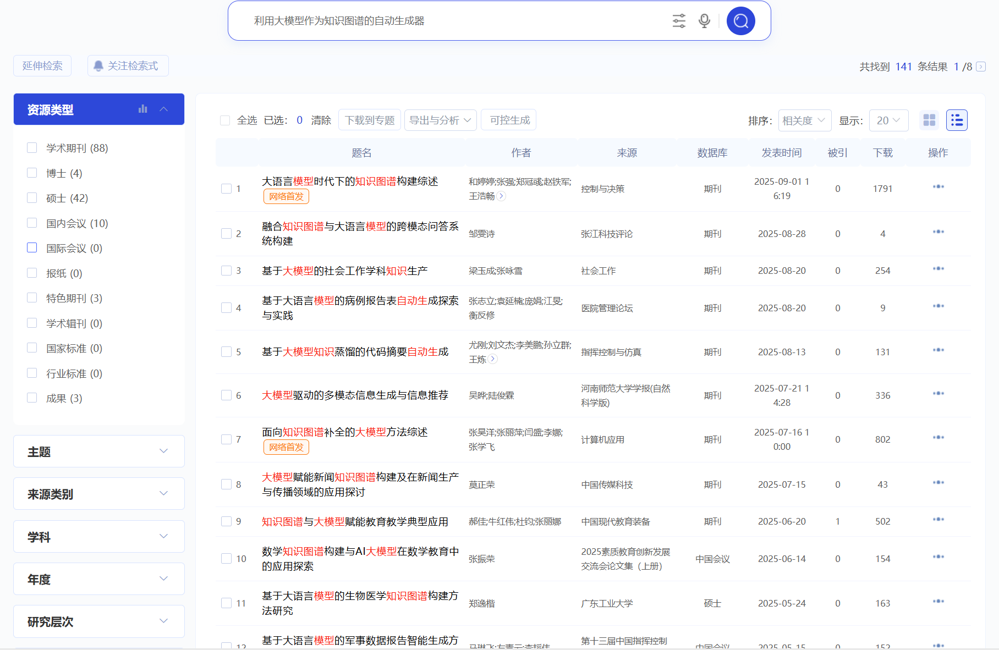 利用大模型作为知识图谱的自动生成器
延伸检索 关注检索式
共找到 141 条结果 1 /8
资源类型
学术期刊 (88)
博士 (4)
硕士 (42)
国内会议 (10)
国际会议 (0)
报纸 (0)
特色期刊 (3)
学术辑刊 (0)
国家标准 (0)
行业标准 (0)
成果 (3)
主题
来源类别
学科
年度
研究层次
全选 已选: 0 清除 下载到专题 导出与分析 可控生成
排序: 相关度 显示: 20
题名 作者 来源 数据库 发表时间 被引 下载 操作
1 大语言模型时代下的知识图谱构建综述
网络首发
和婷婷;张强;郑冠彧;赵铁军;
王浩畅
控制与决策 期刊
2025-09-01 1
6:19
0 1791
2 融合知识图谱与大语言模型的跨模态问答系
统构建
邹雯诗 张江科技评论 期刊 2025-08-28 0 4
3 基于大模型的社会工作学科知识生产 梁玉成;张咏雪 社会工作 期刊 2025-08-20 0 254
4 基于大语言模型的病例报告表自动生成探索
与实践
张志立;袁延楠;庞娟;江旻;
衡反修
医院管理论坛 期刊 2025-08-20 0 9
5 基于大模型知识蒸馏的代码摘要自动生成
尤刚;刘文杰;李美鹏;孙立群;
王炼
指挥控制与仿真 期刊 2025-08-13 0 131
6 大模型驱动的多模态信息生成与信息推荐 吴晔;陆俊霖
河南师范大学学报(自然
科学版)
期刊
2025-07-21 1
4:28
0 336
7 面向知识图谱补全的大模型方法综述
网络首发
张昊洋;张丽萍;闫盛;李娜;
张学飞
计算机应用 期刊
2025-07-16 1
0:00
0 802
8 大模型赋能新闻知识图谱构建及在新闻生产
与传播领域的应用探讨
莫正荣 中国传媒科技 期刊 2025-07-15 0 43
9 知识图谱与大模型赋能教育教学典型应用 郝佳;牛红伟;杜钧;张丽娜 中国现代教育装备 期刊 2025-06-20 1 502
10 数学知识图谱构建与AI大模型在数学教育中
的应用探索
张振荣
2025素质教育创新发展
交流会论文集（上册）
中国会议 2025-06-14 0 154
11 基于大语言模型的生物医学知识图谱构建方
法研究
郑逸楷 广东工业大学 硕士 2025-05-24 0 163
12 基于大语言模型的军事数据报告智能生成方
第十三届中国指挥控制
中国会议 2025-05-15 0 152